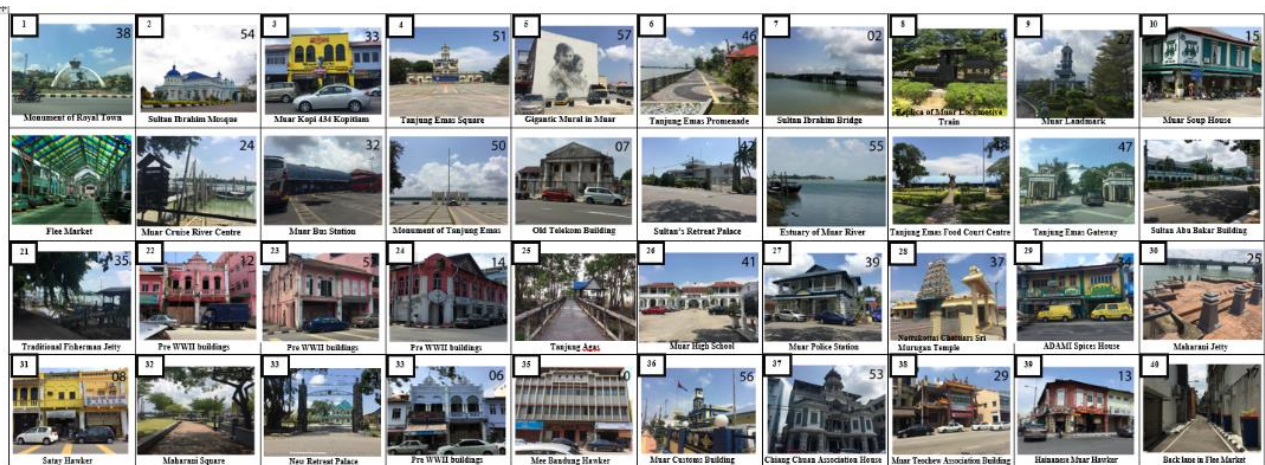 1 38 2 54 3 33 4 51 5 57 6 46 7 02 8 49 9 27 10 15
Monument of Royal Town Sultan Ibrahim Mosque Muar Kopi 434 Kopitiam Tanjung Emas Square Gigantic Mural in Muar Tanjung Emas Promenade Sultan Ibrahim Bridge Replica of Muar Locomotive Train Muar Landmark Muar Soup House
24 32 50 07 42 55 48 47
Flee Market Muar Cruise River Centre Muar Bus Station Monument of Tanjung Emas Old Telekom Building Sultan's Retreat Palace Estuary of Muar River Tanjung Emas Food Court Centre Tanjung Emas Gateway Sultan Abu Bakar Building
21 35 22 12 23 24 14 25 26 41 27 39 28 37 29 34 30 25
Traditional Fisherman Jetty Pre WWII buildings Pre WWII buildings Pre WWII buildings Tanjung Agas Muar High School Muar Police Station Nattukottai Chettiars Sri Murugan Temple ADAMI Spices House Maharani Jetty
31 08 32 33 33 06 35 36 56 37 53 38 29 39 13 40 17
Satay Hawker Maharani Square New Retreat Palace Pre WWII buildings Mee Bandung Hawker Muar Customs Building Chiang Chuan Association House Muar Teochew Association Building Hainanese Muar Hawker Back lane in Flee Market